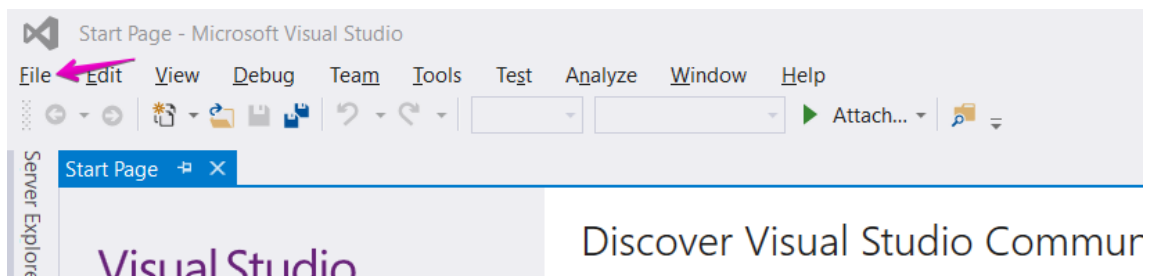 Start Page - Microsoft Visual Studio
File Edit View Debug Team Tools Test Analyze Window Help
Attach...
Server Explore
Start Page
Discover Visual Studio Commun
Visual Studio